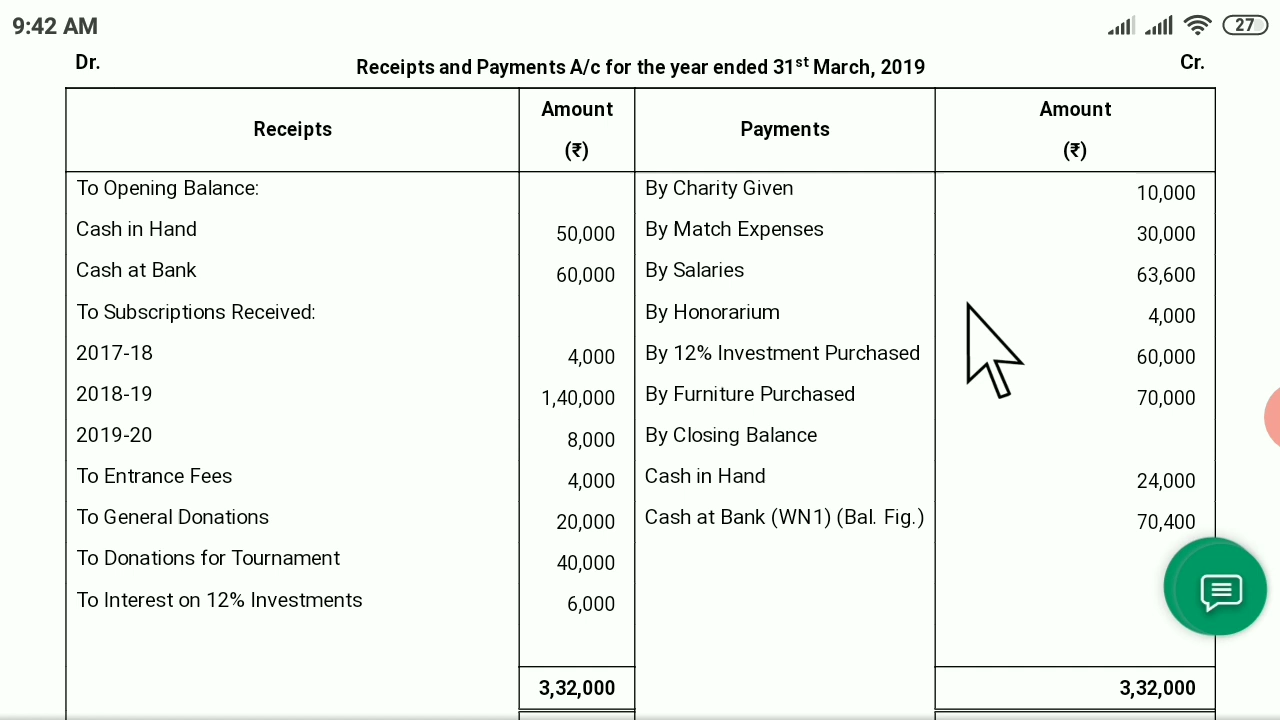 9:42 AM
27
Dr.
Receipts and Payments A/c for the year ended 31st March, 2019
Cr.
Receipts
Amount
(₹)
Payments
Amount
(₹)
To Opening Balance:
By Charity Given 10,000
Cash in Hand 50,000 By Match Expenses 30,000
Cash at Bank 60,000 By Salaries 63,600
To Subscriptions Received: By Honorarium 4,000
2017-18 4,000 By 12% Investment Purchased 60,000
2018-19 1,40,000 By Furniture Purchased 70,000
2019-20 8,000 By Closing Balance
To Entrance Fees 4,000 Cash in Hand 24,000
To General Donations 20,000 Cash at Bank (WN1) (Bal. Fig.) 70,400
To Donations for Tournament 40,000
To Interest on 12% Investments 6,000
3,32,000 3,32,000